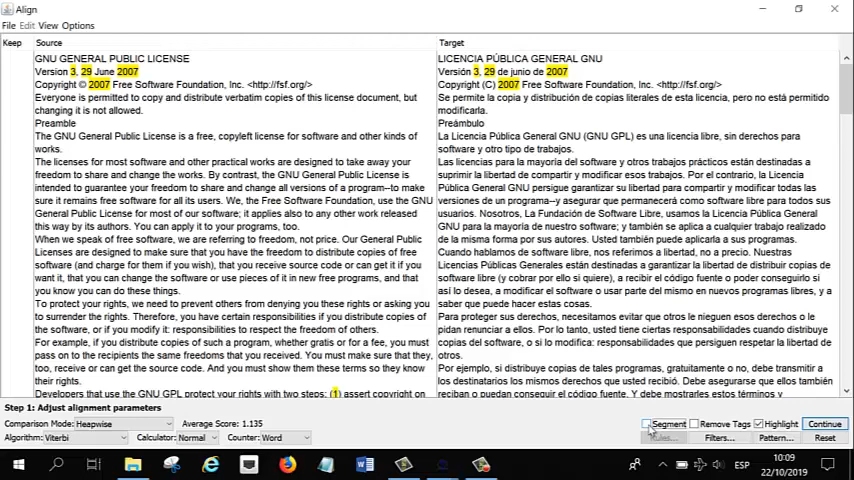 Align
File Edit View Options
Keep Source Target
GNU GENERAL PUBLIC LICENSE
Version 3, 29 June 2007
Copyright © 2007 Free Software Foundation, Inc. <http://fsf.org/>
Everyone is permitted to copy and distribute verbatim copies of this license document, but
changing it is not allowed.
Preamble
The GNU General Public License is a free, copyleft license for software and other kinds of
works.
The licenses for most software and other practical works are designed to take away your
freedom to share and change the works. By contrast, the GNU General Public License is
intended to guarantee your freedom to share and change all versions of a program--to make
sure it remains free software for all its users. We, the Free Software Foundation, use the GNU
General Public License for most of our software; it applies also to any other work released
this way by its authors. You can apply it to your programs, too.
When we speak of free software, we are referring to freedom, not price. Our General Public
Licenses are designed to make sure that you have the freedom to distribute copies of free
software (and charge for them if you wish), that you receive source code or can get it if you
want it, that you can change the software or use pieces of it in new free programs, and that
you know you can do these things.
To protect your rights, we need to prevent others from denying you these rights or asking you
to surrender the rights. Therefore, you have certain responsibilities if you distribute copies of
the software, or if you modify it: responsibilities to respect the freedom of others.
For example, if you distribute copies of such a program, whether gratis or for a fee, you must
pass on to the recipients the same freedoms that you received. You must make sure that they,
too, receive or can get the source code. And you must show them these terms so they know
their rights.
Developers that use the GNU GPL protect your rights with two steps: (1) assert copyright on
LICENCIA PÚBLICA GENERAL GNU
Versión 3, 29 de junio de 2007
Copyright (C) 2007 Free Software Foundation, Inc. <http://fsf.org/>
Se permite la copia y distribución de copias literales de esta licencia, pero no está permitido
modificarla.
Preámbulo
La Licencia Pública General GNU (GNU GPL) es una licencia libre, sin derechos para
software y otro tipo de trabajos.
Las licencias para la mayoría del software y otros trabajos prácticos están destinadas a
suprimir la libertad de compartir y modificar esos trabajos. Por el contrario, la Licencia
Pública General GNU persigue garantizar su libertad para compartir y modificar todas las
versiones de un programa--y asegurar que permanecerá como software libre para todos sus
usuarios. Nosotros, La Fundación de Software Libre, usamos la Licencia Pública General
GNU para la mayoría de nuestro software; y también se aplica a cualquier trabajo realizado
de la misma forma por sus autores. Usted también puede aplicarla a sus programas.
Cuando hablamos de software libre, nos referimos a libertad, no a precio. Nuestras
Licencias Públicas Generales están destinadas a garantizar la libertad de distribuir copias de
software libre (y cobrar por ello si quiere), a recibir el código fuente o poder conseguirlo si
así lo desea, a modificar el software o usar parte del mismo en nuevos programas libres, y a
saber que puede hacer estas cosas.
Para proteger sus derechos, necesitamos evitar que otros le nieguen esos derechos o le
pidan renunciar a ellos. Por lo tanto, usted tiene ciertas responsabilidades cuando distribuye
copias del software, o si lo modifica: responsabilidades que persiguen respetar la libertad de
otros.
Por ejemplo, si distribuye copias de tales programas, gratuitamente o no, debe transmitir a
los destinatarios los mismos derechos que usted recibió. Debe asegurarse que ellos también
reciban o puedan conseguir el código fuente. Y debe mostrarles estos términos y
Step 1: Adjust alignment parameters
Comparison Mode: Heapwise Average Score: 1.135 Segment Remove Tags Highlight Continue
Algorithm: Viterbi Calculator: Normal Counter: Word Rules... Filters... Pattern... Reset
ESP
10:09
22/10/2019